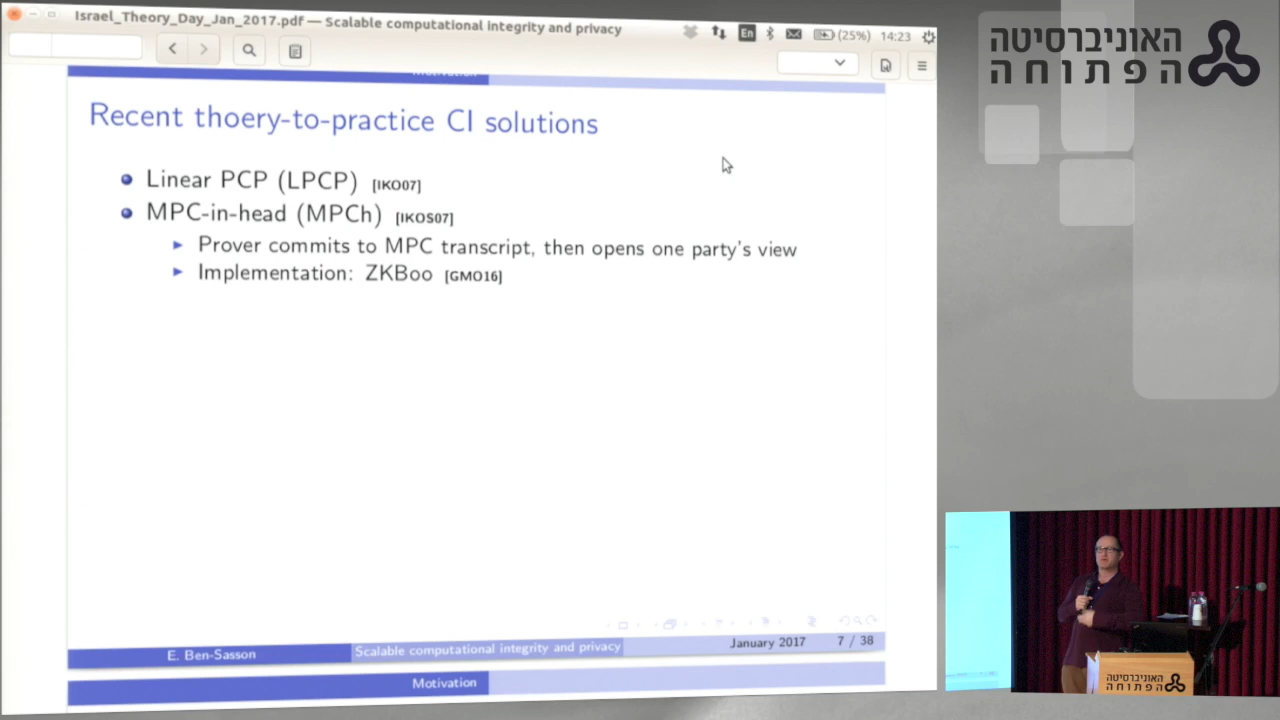 Israel_Theory_Day_Jan_2017.pdf — Scalable computational integrity and privacy
En
(25%)
14:23
האוניברסיטה
הפתוחה
Recent thoery-to-practice CI solutions
Linear PCP (LPCP) [IKO07]
MPC-in-head (MPCh) [IKOS07]
Prover commits to MPC transcript, then opens one party's view
Implementation: ZKBoo [GMO16]
E. Ben-Sasson
Scalable computational integrity and privacy
January 2017
7 / 38
Motivation
האוניברסיטה
הפתוחה